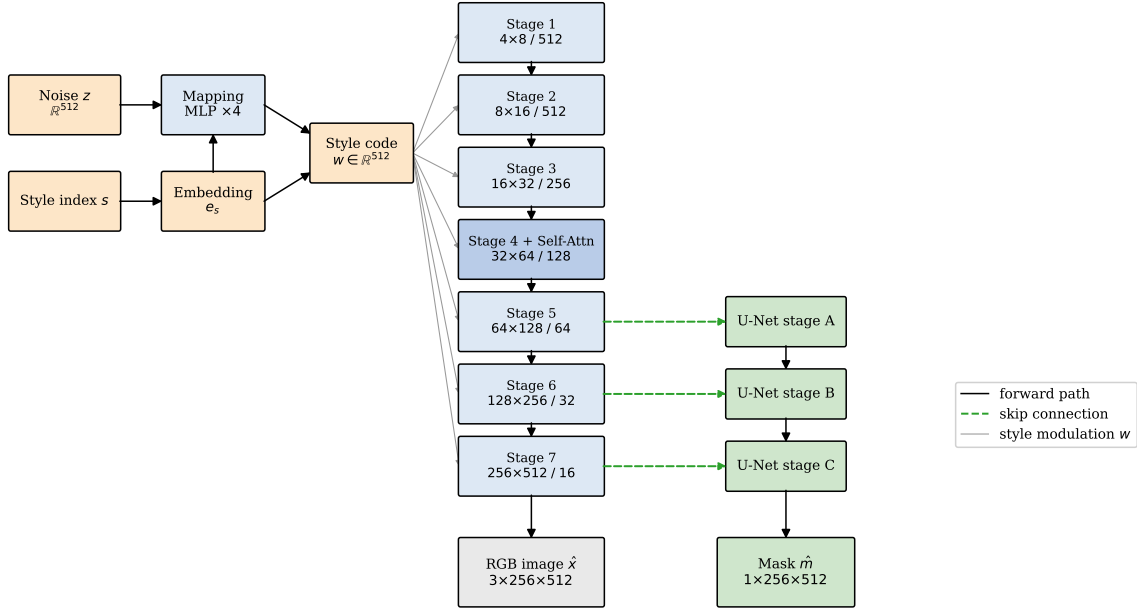 Noise z
ℝ⁵¹²
Mapping
MLP ×4
Style index s
Embedding
eₛ
Style code
w ∈ ℝ⁵¹²
Stage 1
4×8 / 512
Stage 2
8×16 / 512
Stage 3
16×32 / 256
Stage 4 + Self-Attn
32×64 / 128
Stage 5
64×128 / 64
Stage 6
128×256 / 32
Stage 7
256×512 / 16
RGB image x̂
3×256×512
U-Net stage A
U-Net stage B
U-Net stage C
Mask m̂
1×256×512
forward path
skip connection
style modulation w